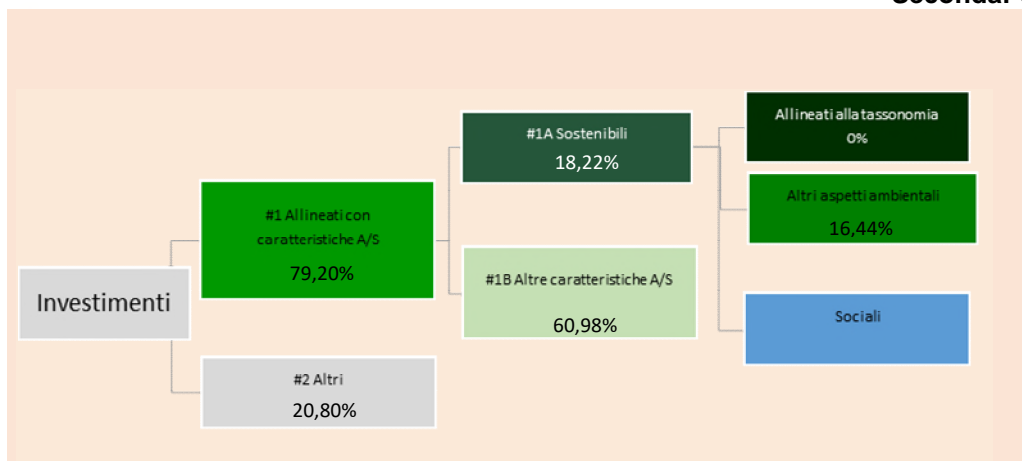 Investimenti
#1 Allineati con
caratteristiche A/S
79,20%
#2 Altri
20,80%
#1A Sostenibili
18,22%
#1B Altre caratteristiche A/S
60,98%
Allineati alla tassonomia
0%
Altri aspetti ambientali
16,44%
Sociali